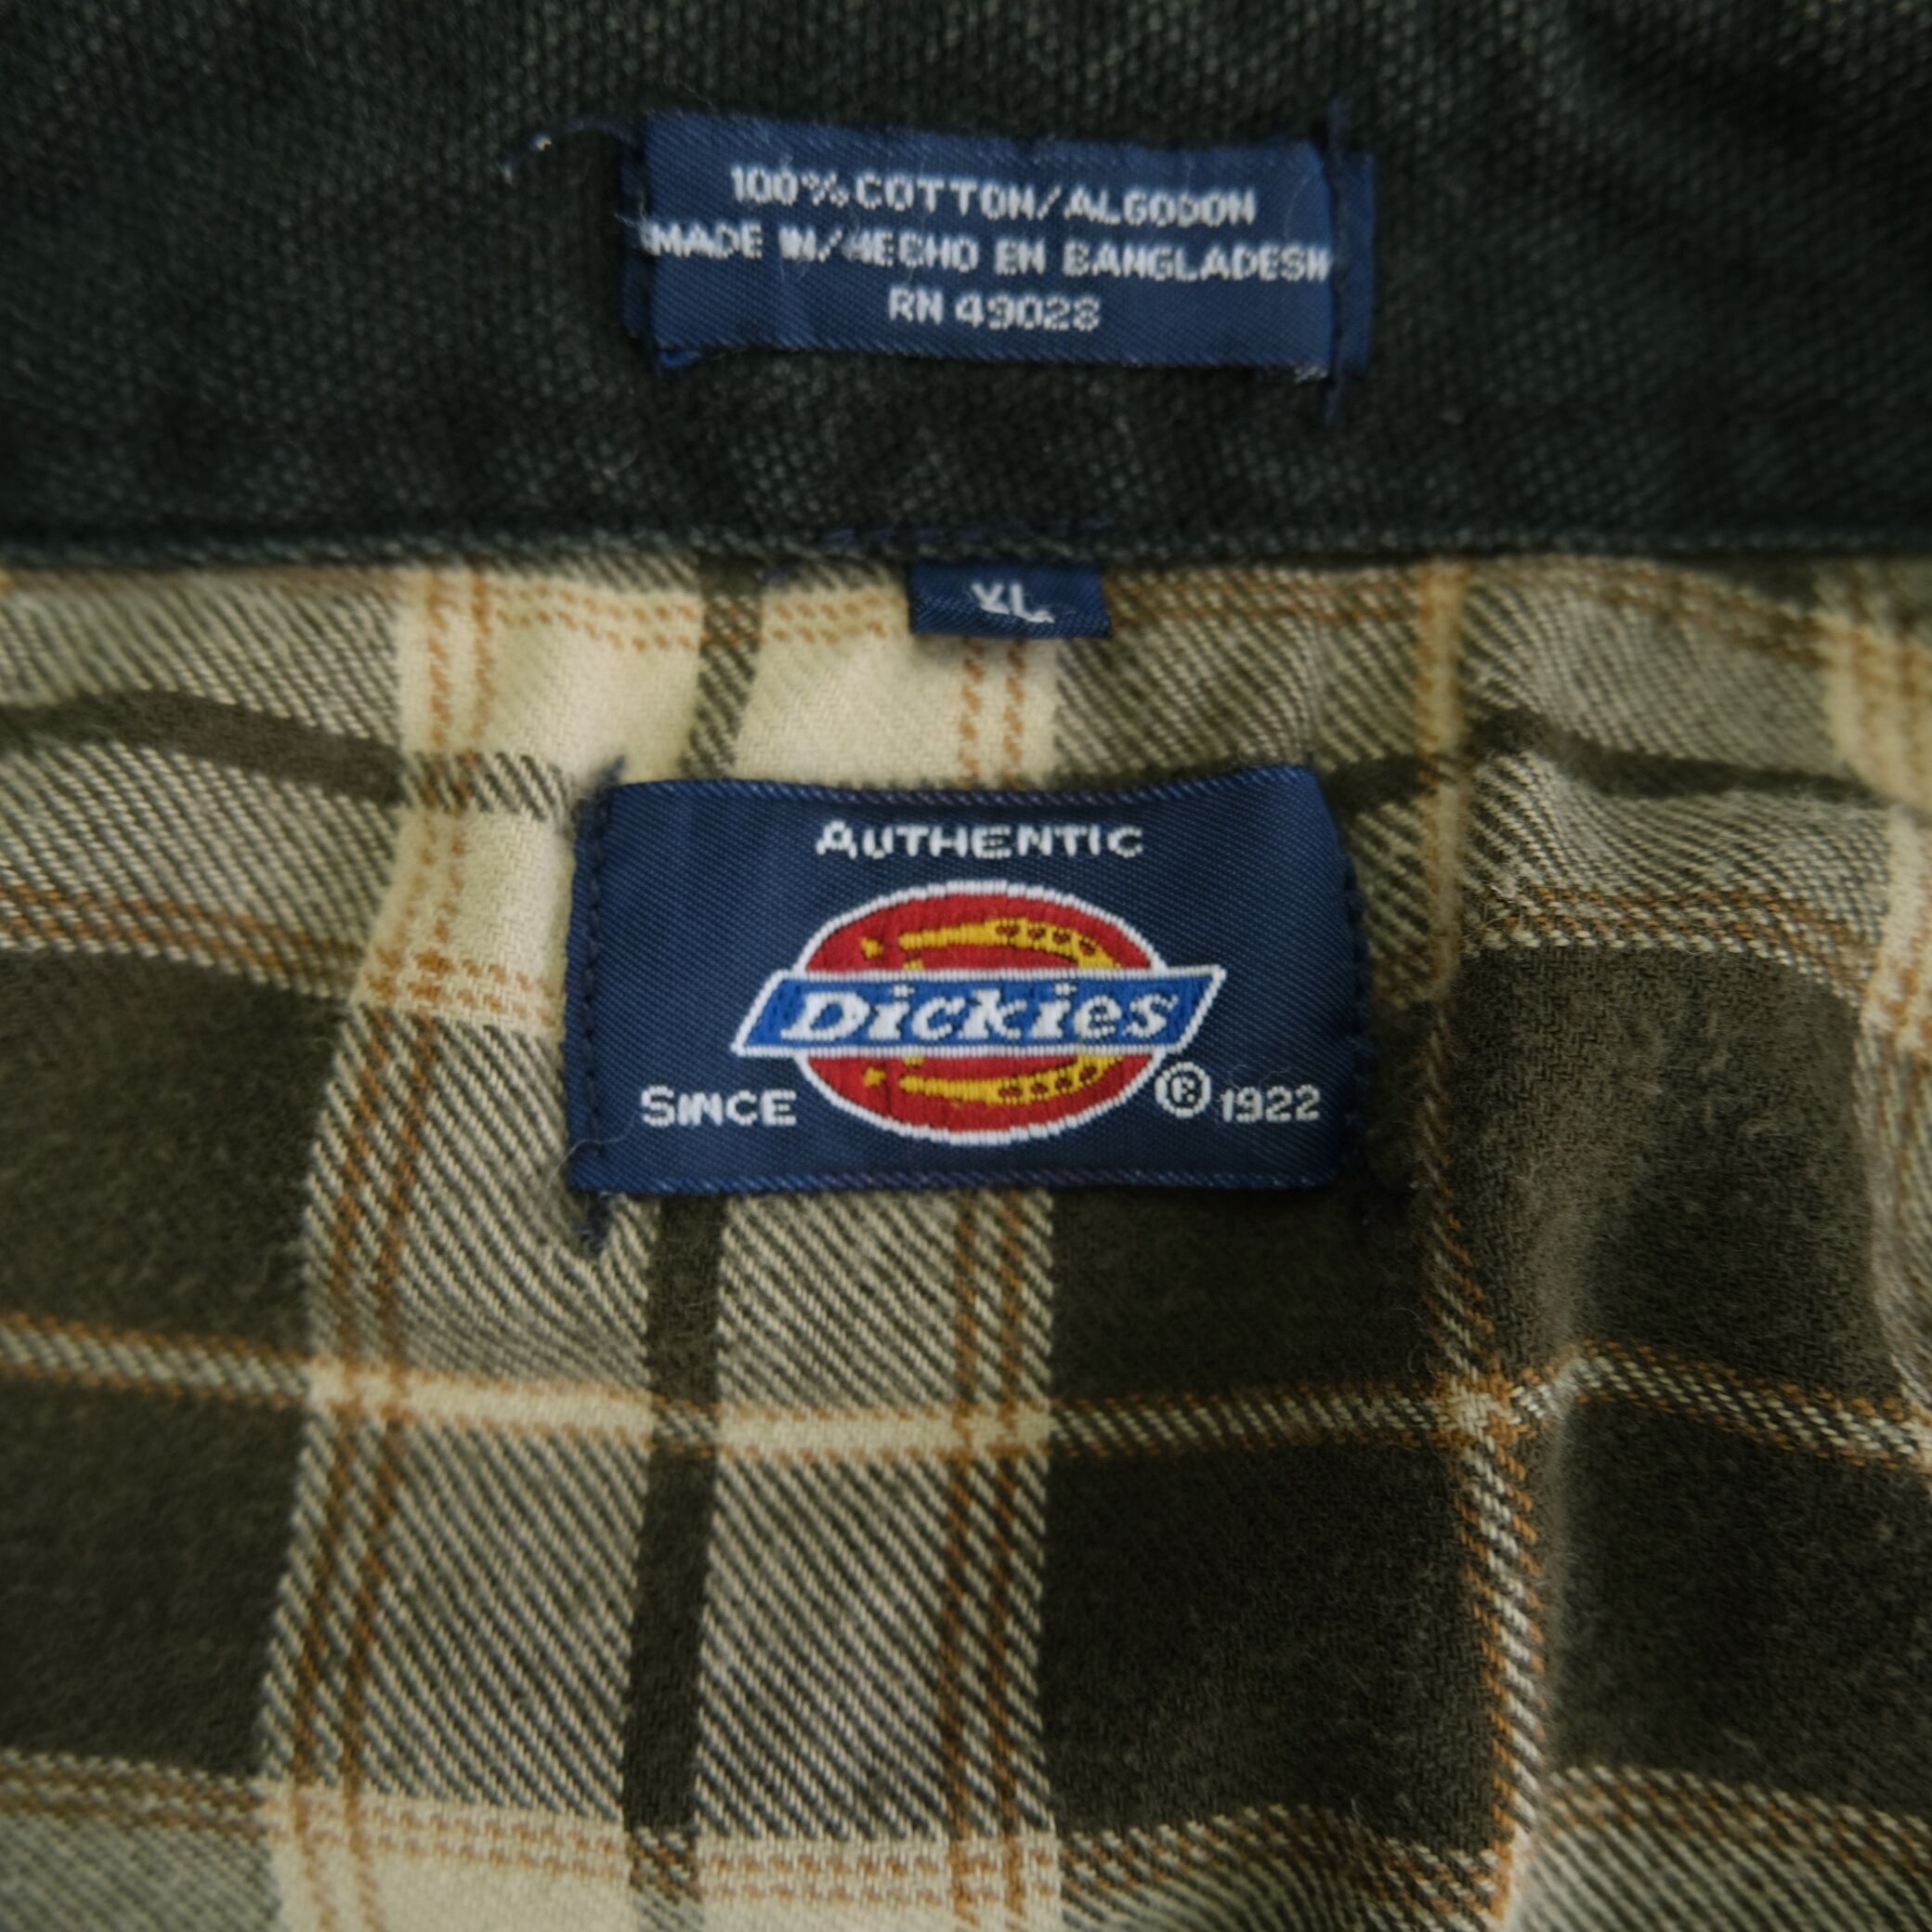 100% COTTON/ALGODON
MADE IN/HECHO EN BANGLADESH
RN 49028
XL
AUTHENTIC
Dickies
SINCE ® 1922